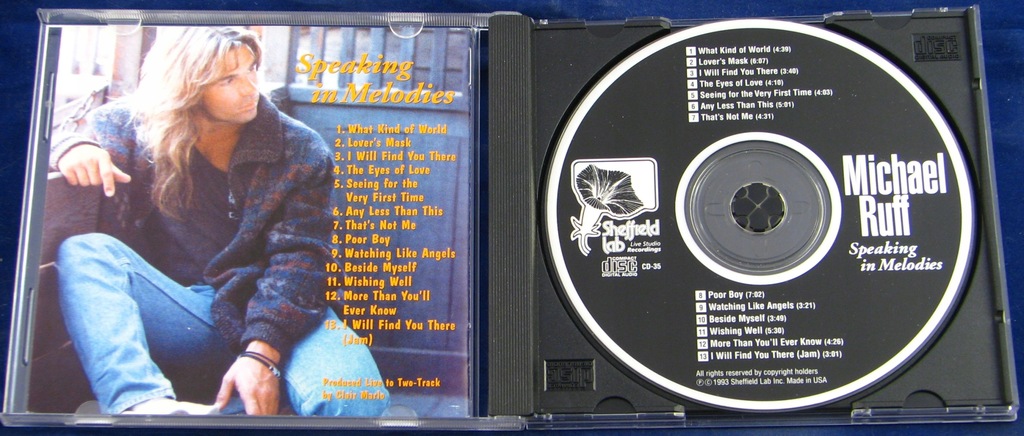 Speaking
in Melodies
1. What Kind of World
2. Lover's Mask
3. I Will Find You There
4. The Eyes of Love
5. Seeing for the
Very First Time
6. Any Less Than This
7. That's Not Me
8. Poor Boy
9. Watching Like Angels
10. Beside Myself
11. Wishing Well
12. More Than You'll
Ever Know
13. I Will Find You There
(Jam)
Produced Live to Two-Track
by Clair Marlo
1 What Kind of World (4:39)
2 Lover's Mask (6:07)
3 I Will Find You There (3:40)
4 The Eyes of Love (4:10)
5 Seeing for the Very First Time (4:03)
6 Any Less Than This (5:01)
7 That's Not Me (4:31)
Sheffield
Lab Live Studio
Recordings
COMPACT
disc
DIGITAL AUDIO
CD-35
Michael
Ruff
Speaking
in Melodies
8 Poor Boy (7:02)
9 Watching Like Angels (3:21)
10 Beside Myself (3:49)
11 Wishing Well (5:30)
12 More Than You'll Ever Know (4:26)
13 I Will Find You There (Jam) (3:01)
All rights reserved by copyright holders
℗© 1993 Sheffield Lab Inc. Made in USA
disc